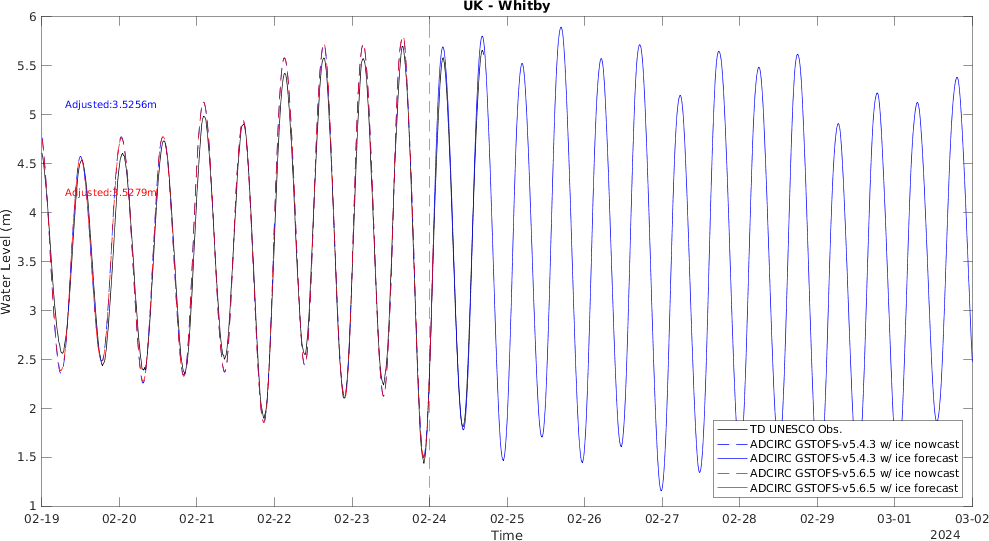 UK - Whitby
6
5.5
5
4.5
4
3.5
3
2.5
2
1.5
1
Water Level (m)
Adjusted:3.5256m
Adjusted:3.5279m
TD UNESCO Obs.
ADCIRC GSTOFS-v5.4.3 w/ ice nowcast
ADCIRC GSTOFS-v5.4.3 w/ ice forecast
ADCIRC GSTOFS-v5.6.5 w/ ice nowcast
ADCIRC GSTOFS-v5.6.5 w/ ice forecast
02-19 02-20 02-21 02-22 02-23 02-24 02-25 02-26 02-27 02-28 02-29 03-01 03-02
Time
2024